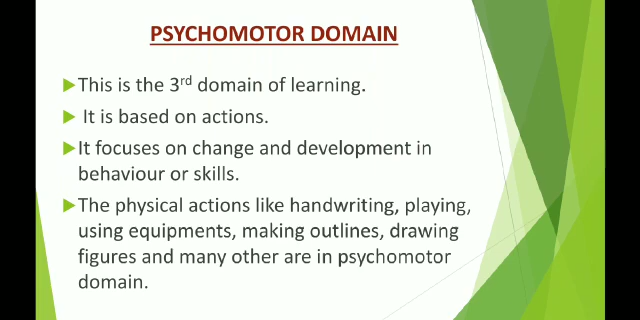 PSYCHOMOTOR DOMAIN
▶This is the 3rd domain of learning.
▶ It is based on actions.
▶It focuses on change and development in
behaviour or skills.
▶The physical actions like handwriting, playing,
using equipments, making outlines, drawing
figures and many other are in psychomotor
domain.